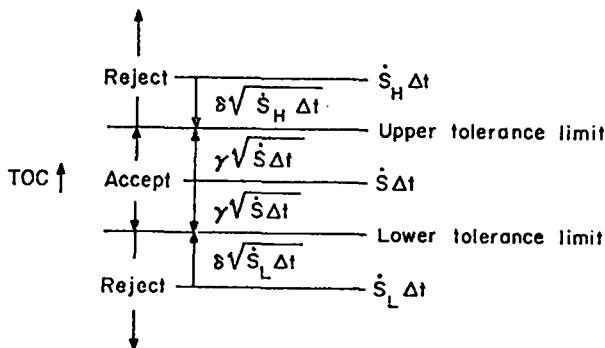 Reject
Ṡ_H Δt
δ√Ṡ_H Δt
Upper tolerance limit
γ√ṠΔt
TOC ↑
Accept
ṠΔt
γ√ṠΔt
Lower tolerance limit
δ√Ṡ_L Δt
Reject
Ṡ_L Δt